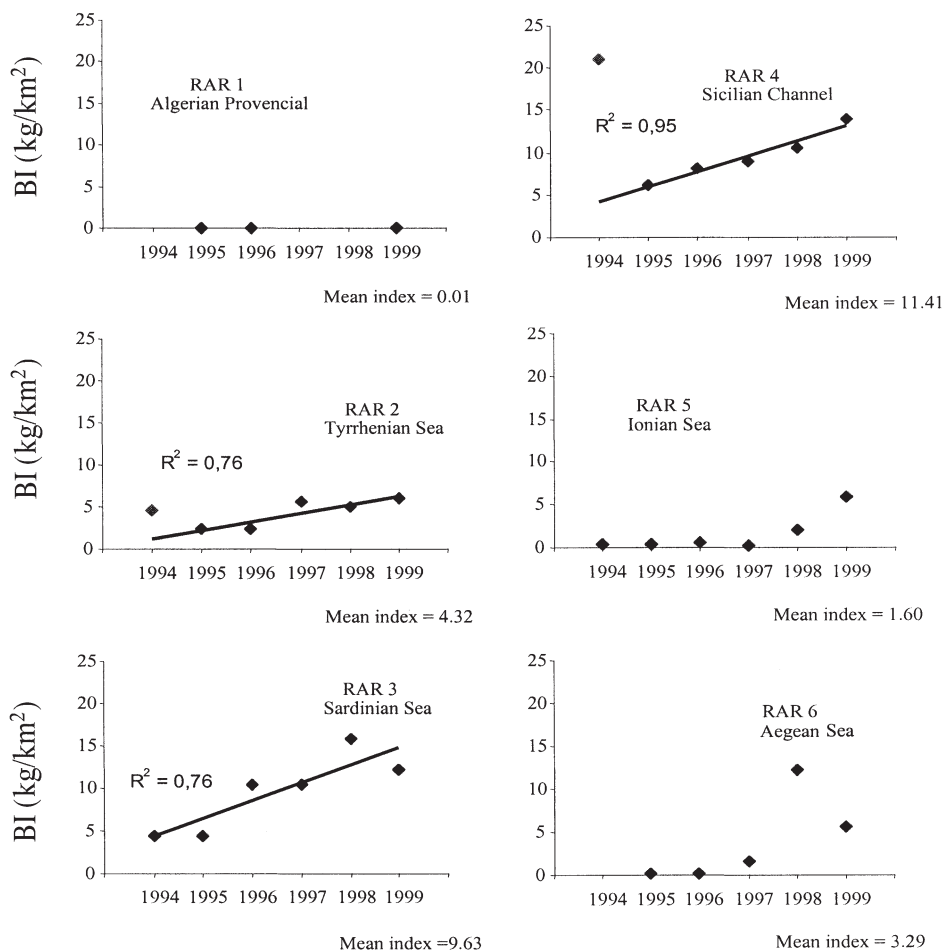 BI (kg/km²)
25
20
15
10
5
0
RAR 1
Algerian Provencial
1994 1995 1996 1997 1998 1999
Mean index = 0.01
25
20
15
10
5
0
RAR 4
Sicilian Channel
R² = 0,95
1994 1995 1996 1997 1998 1999
Mean index = 11.41
BI (kg/km²)
25
20
15
10
5
0
RAR 2
Tyrrhenian Sea
R² = 0,76
1994 1995 1996 1997 1998 1999
Mean index = 4.32
25
20
15
10
5
0
RAR 5
Ionian Sea
1994 1995 1996 1997 1998 1999
Mean index = 1.60
BI (kg/km²)
25
20
15
10
5
0
RAR 3
Sardinian Sea
R² = 0,76
1994 1995 1996 1997 1998 1999
Mean index =9.63
25
20
15
10
5
0
RAR 6
Aegean Sea
1994 1995 1996 1997 1998 1999
Mean index = 3.29